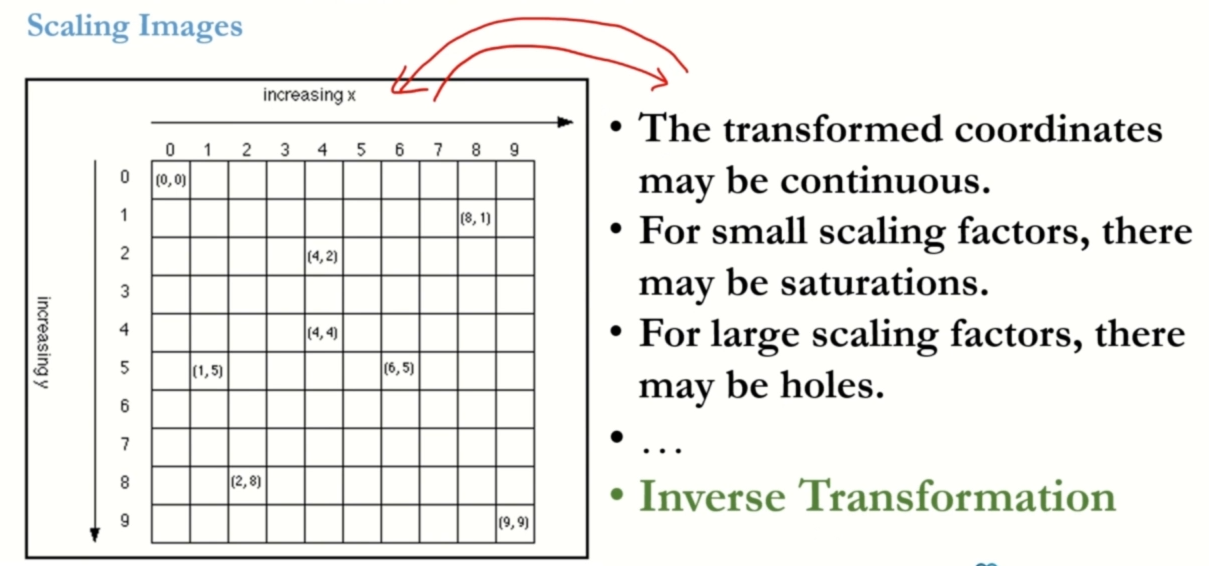 Scaling Images
increasing x
0 1 2 3 4 5 6 7 8 9
0 (0,0)
1 (8, 1)
2 (4,2)
3
4 (4,4)
5 (1,5) (6,5)
6
7
8 (2,8)
9 (9,9)
increasing y
• The transformed coordinates
may be continuous.
• For small scaling factors, there
may be saturations.
• For large scaling factors, there
may be holes.
• …
• Inverse Transformation